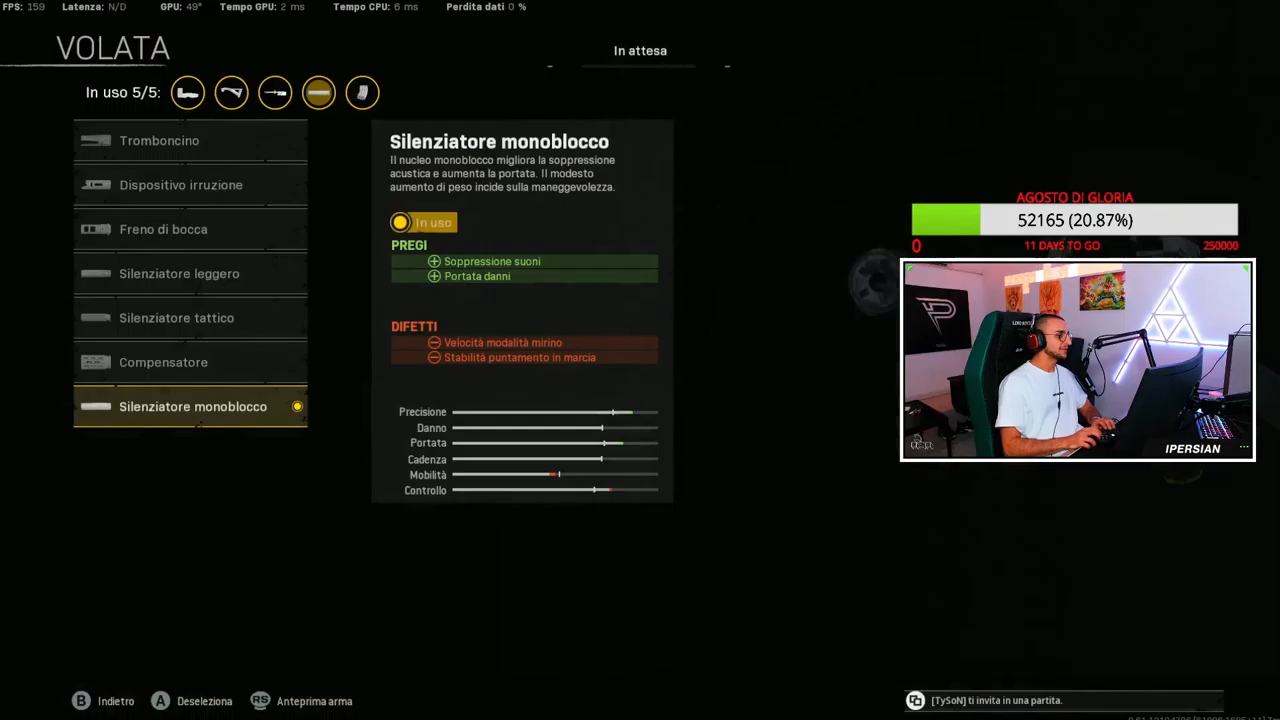 FPS: 159 Latenza: N/D GPU: 49° Tempo GPU: 2 ms Tempo CPU: 6 ms Perdita dati 0 %
VOLATA
In attesa
In uso 5/5:
Tromboncino
Dispositivo irruzione
Freno di bocca
Silenziatore leggero
Silenziatore tattico
Compensatore
Silenziatore monoblocco
Silenziatore monoblocco
Il nucleo monoblocco migliora la soppressione
acustica e aumenta la portata. Il modesto
aumento di peso incide sulla maneggevolezza.
In uso
PREGI
Soppressione suoni
Portata danni
DIFETTI
Velocità modalità mirino
Stabilità puntamento in marcia
Precisione
Danno
Portata
Cadenza
Mobilità
Controllo
AGOSTO DI GLORIA
52165 (20.87%)
0 11 DAYS TO GO 250000
IPERSIAN
B Indietro A Deseleziona RS Anteprima arma
[TySoN] ti invita in una partita.